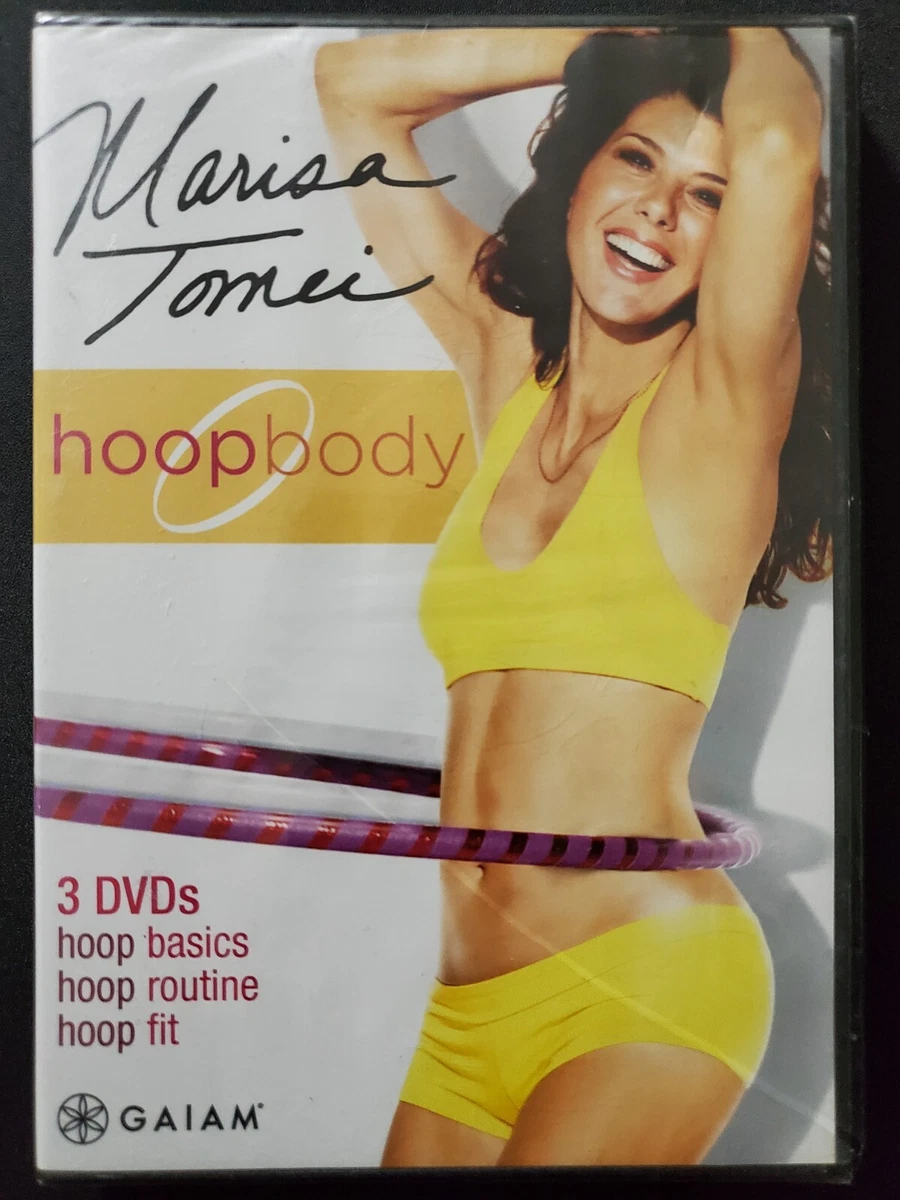 Marisa
Tomei
hoopbody
3 DVDs
hoop basics
hoop routine
hoop fit
GAIAM®